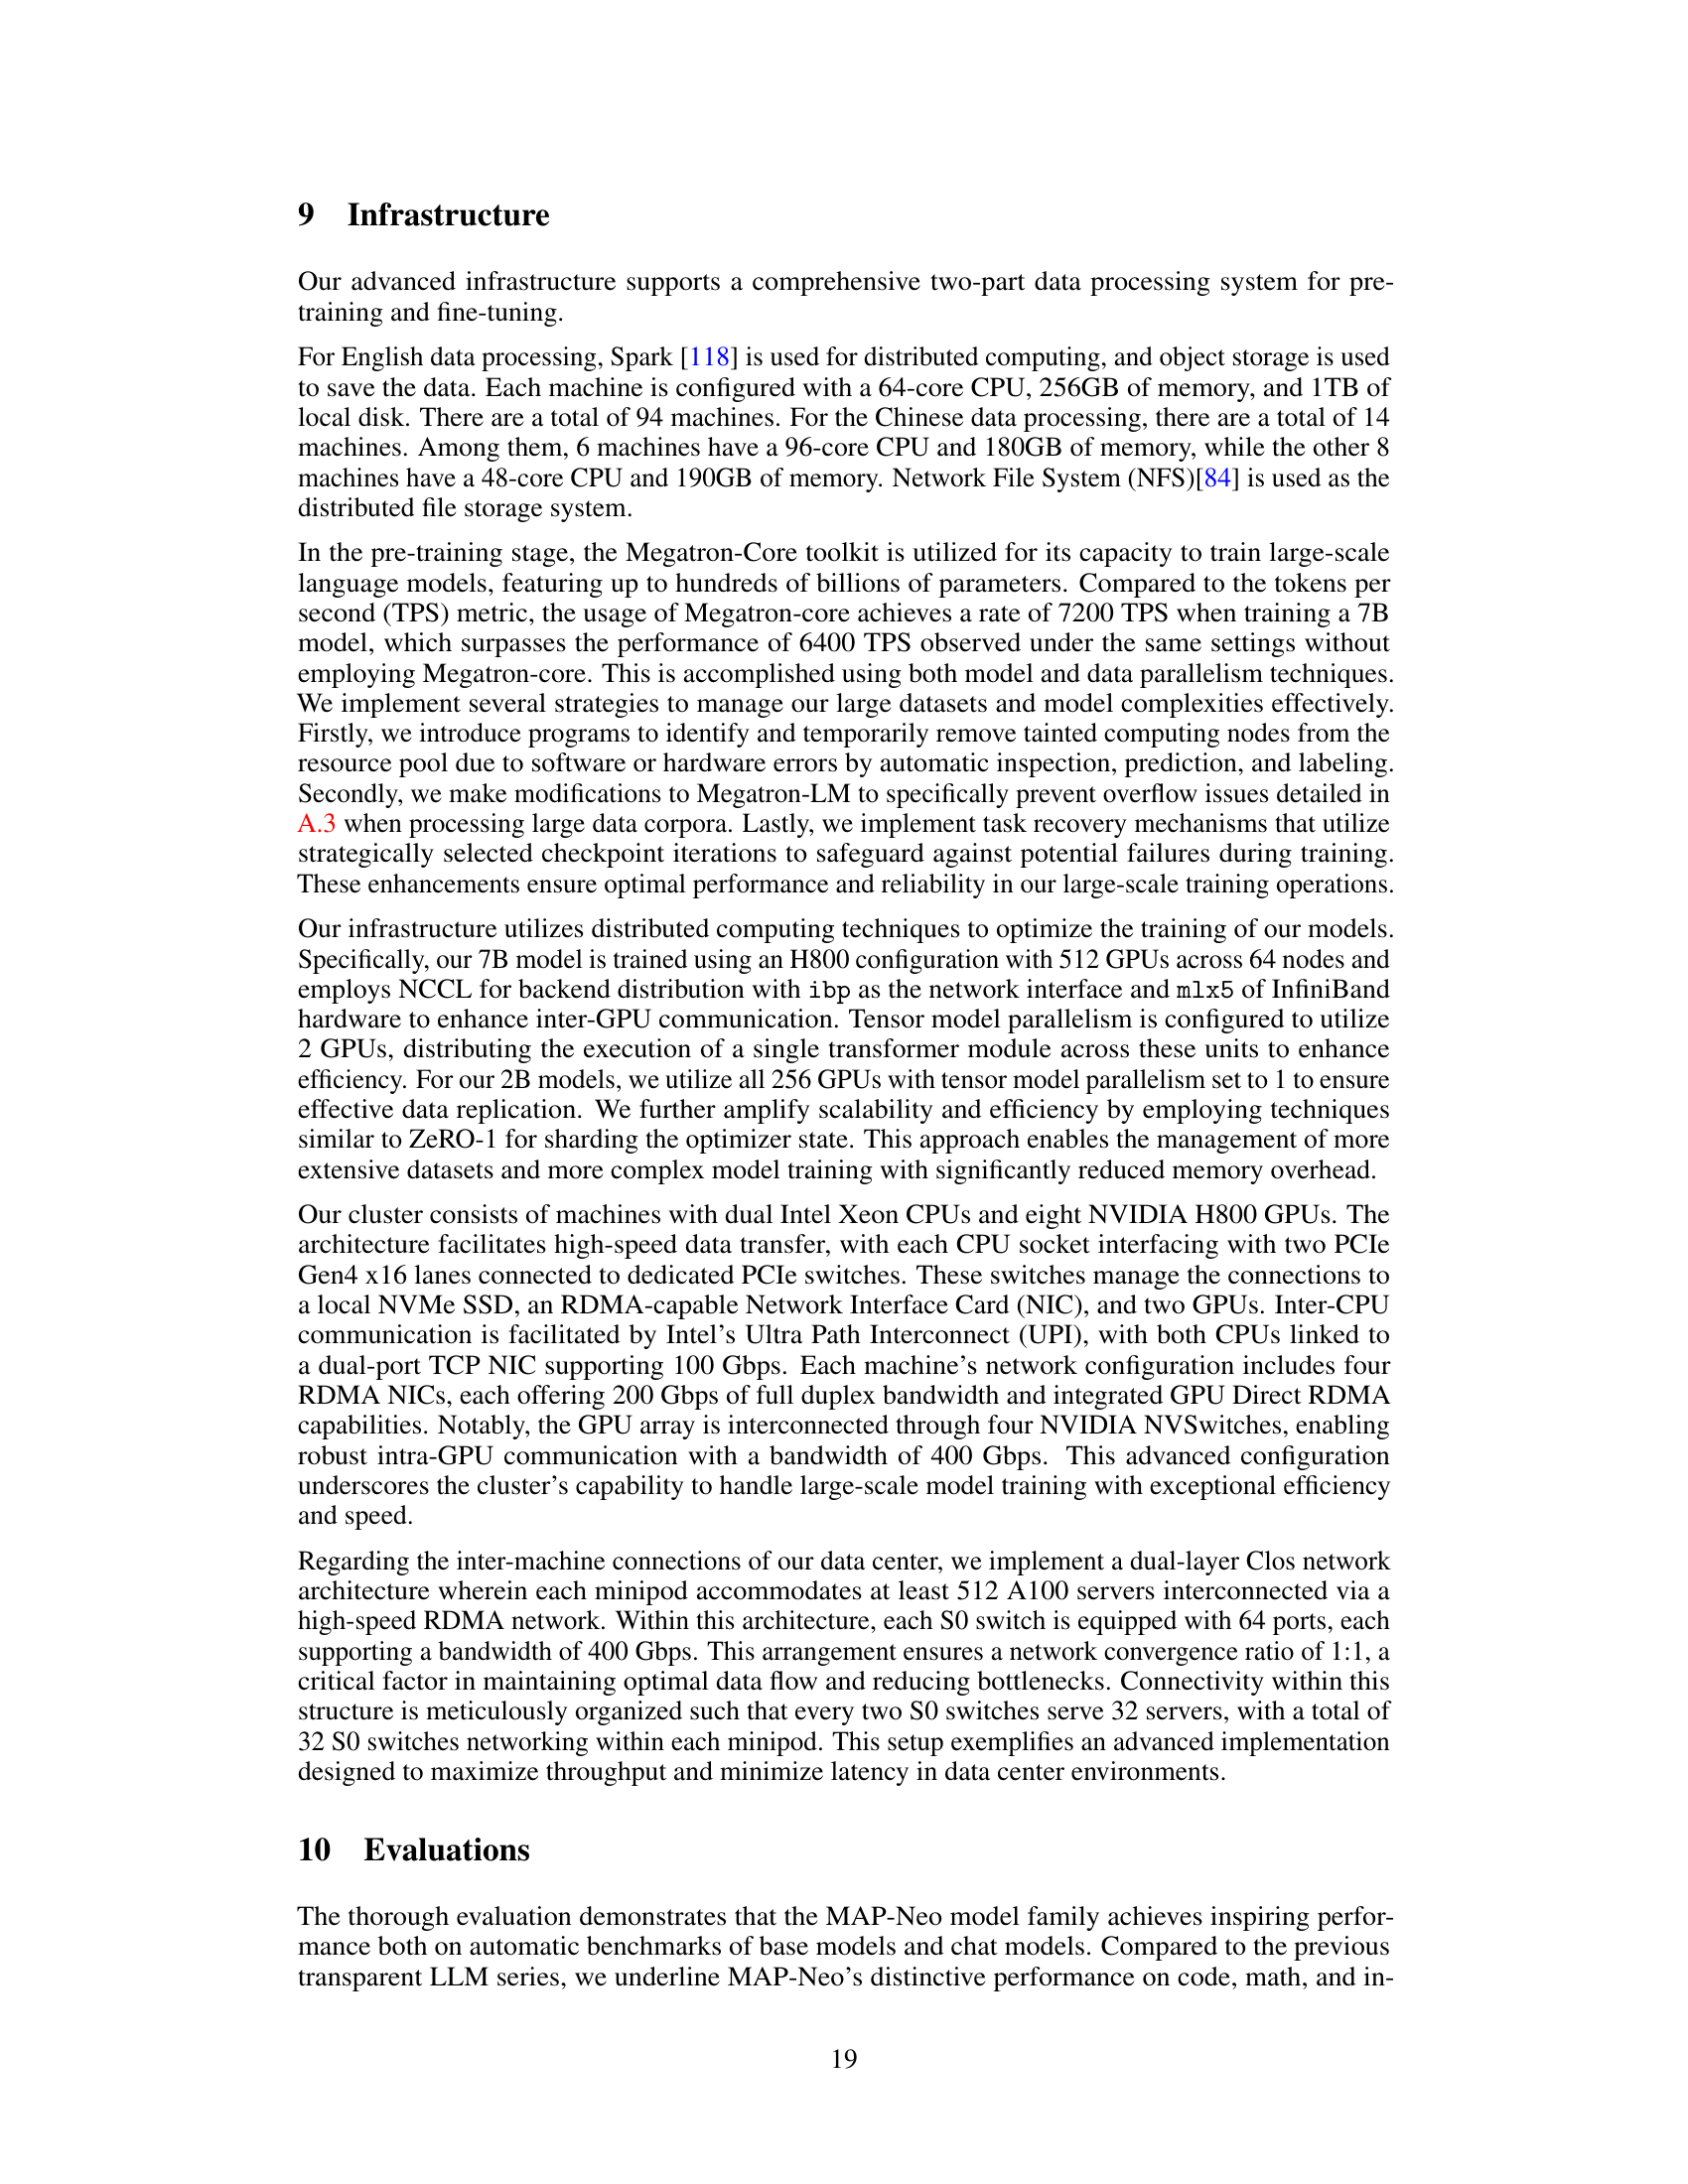 9 Infrastructure
Our advanced infrastructure supports a comprehensive two-part data processing system for pre-
training and fine-tuning.
For English data processing, Spark [118] is used for distributed computing, and object storage is used
to save the data. Each machine is configured with a 64-core CPU, 256GB of memory, and 1TB of
local disk. There are a total of 94 machines. For the Chinese data processing, there are a total of 14
machines. Among them, 6 machines have a 96-core CPU and 180GB of memory, while the other 8
machines have a 48-core CPU and 190GB of memory. Network File System (NFS)[84] is used as the
distributed file storage system.
In the pre-training stage, the Megatron-Core toolkit is utilized for its capacity to train large-scale
language models, featuring up to hundreds of billions of parameters. Compared to the tokens per
second (TPS) metric, the usage of Megatron-core achieves a rate of 7200 TPS when training a 7B
model, which surpasses the performance of 6400 TPS observed under the same settings without
employing Megatron-core. This is accomplished using both model and data parallelism techniques.
We implement several strategies to manage our large datasets and model complexities effectively.
Firstly, we introduce programs to identify and temporarily remove tainted computing nodes from the
resource pool due to software or hardware errors by automatic inspection, prediction, and labeling.
Secondly, we make modifications to Megatron-LM to specifically prevent overflow issues detailed in
A.3 when processing large data corpora. Lastly, we implement task recovery mechanisms that utilize
strategically selected checkpoint iterations to safeguard against potential failures during training.
These enhancements ensure optimal performance and reliability in our large-scale training operations.
Our infrastructure utilizes distributed computing techniques to optimize the training of our models.
Specifically, our 7B model is trained using an H800 configuration with 512 GPUs across 64 nodes and
employs NCCL for backend distribution with ibp as the network interface and mlx5 of InfiniBand
hardware to enhance inter-GPU communication. Tensor model parallelism is configured to utilize
2 GPUs, distributing the execution of a single transformer module across these units to enhance
efficiency. For our 2B models, we utilize all 256 GPUs with tensor model parallelism set to 1 to ensure
effective data replication. We further amplify scalability and efficiency by employing techniques
similar to ZeRO-1 for sharding the optimizer state. This approach enables the management of more
extensive datasets and more complex model training with significantly reduced memory overhead.
Our cluster consists of machines with dual Intel Xeon CPUs and eight NVIDIA H800 GPUs. The
architecture facilitates high-speed data transfer, with each CPU socket interfacing with two PCIe
Gen4 x16 lanes connected to dedicated PCIe switches. These switches manage the connections to
a local NVMe SSD, an RDMA-capable Network Interface Card (NIC), and two GPUs. Inter-CPU
communication is facilitated by Intel's Ultra Path Interconnect (UPI), with both CPUs linked to
a dual-port TCP NIC supporting 100 Gbps. Each machine's network configuration includes four
RDMA NICs, each offering 200 Gbps of full duplex bandwidth and integrated GPU Direct RDMA
capabilities. Notably, the GPU array is interconnected through four NVIDIA NVSwitches, enabling
robust intra-GPU communication with a bandwidth of 400 Gbps. This advanced configuration
underscores the cluster's capability to handle large-scale model training with exceptional efficiency
and speed.
Regarding the inter-machine connections of our data center, we implement a dual-layer Clos network
architecture wherein each minipod accommodates at least 512 A100 servers interconnected via a
high-speed RDMA network. Within this architecture, each S0 switch is equipped with 64 ports, each
supporting a bandwidth of 400 Gbps. This arrangement ensures a network convergence ratio of 1:1, a
critical factor in maintaining optimal data flow and reducing bottlenecks. Connectivity within this
structure is meticulously organized such that every two S0 switches serve 32 servers, with a total of
32 S0 switches networking within each minipod. This setup exemplifies an advanced implementation
designed to maximize throughput and minimize latency in data center environments.
10 Evaluations
The thorough evaluation demonstrates that the MAP-Neo model family achieves inspiring perfor-
mance both on automatic benchmarks of base models and chat models. Compared to the previous
transparent LLM series, we underline MAP-Neo's distinctive performance on code, math, and in-
19